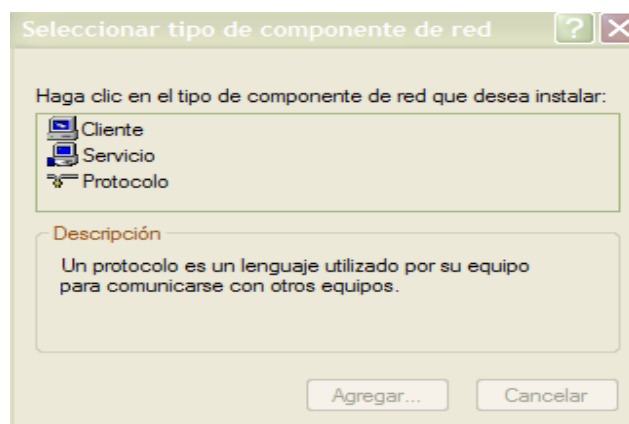 Seleccionar tipo de componente de red
Haga clic en el tipo de componente de red que desea instalar:
Cliente
Servicio
Protocolo
Descripción
Un protocolo es un lenguaje utilizado por su equipo
para comunicarse con otros equipos.
Agregar... Cancelar